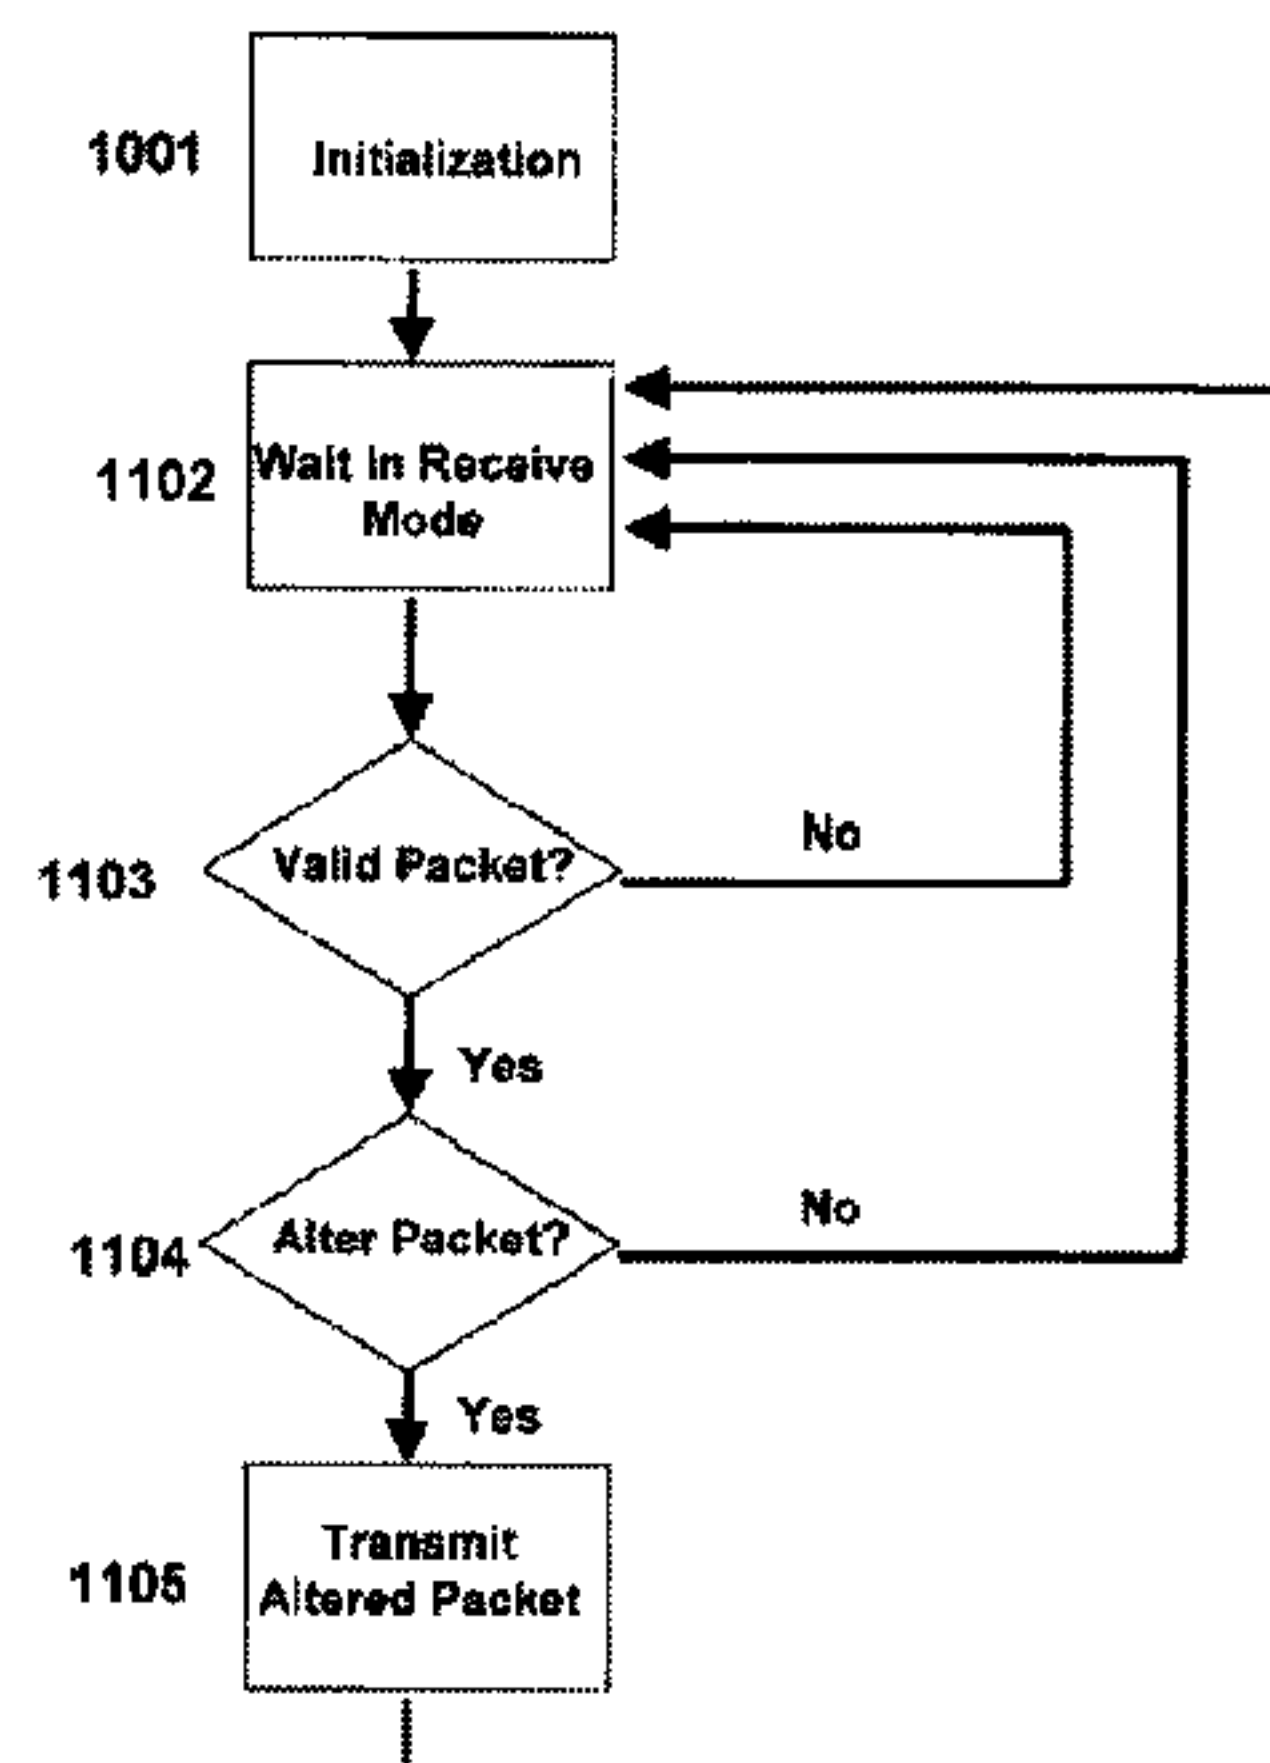 1001
Initialization
1102
Wait in Receive
Mode
No
1103
Valid Packet?
Yes
No
1104
Alter Packet?
Yes
1105
Transmit
Altered Packet